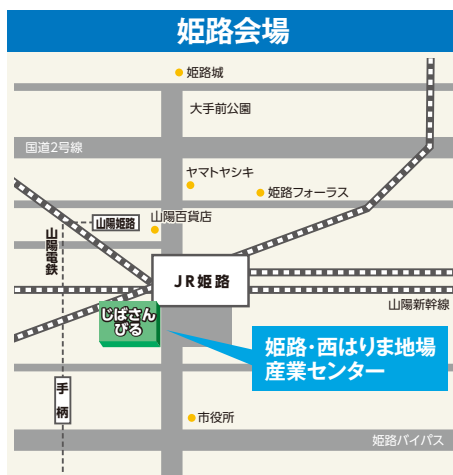 姫路会場
姫路城
大手前公園
国道2号線
ヤマトヤシキ
姫路フォーラス
山陽百貨店
山陽姫路
山陽電鉄
JR姫路
山陽新幹線
じばさん
びる
姫路・西はりま地場
産業センター
手柄
市役所
姫路バイパス